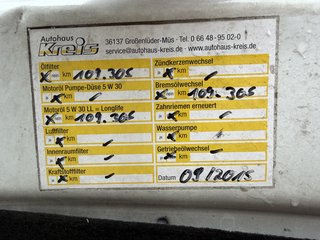 Autohaus
Kreis
36137 Großenlüder-Müs - Tel. 0 66 48 - 95 02-0
service@autohaus-kreis.de - www.autohaus-kreis.de
Ölfilter
x km 109.305
Zündkerzenwechsel
x km -
Motoröl Pumpe-Düse 5 W 30
x km -
Bremsölwechsel
x km 109.305
Motoröl 5 W 30 LL = Longlife
x km 109.305
Zahnriemen erneuert
x km -
Luftfilter
x km -
Wasserpumpe
x km -
Innenraumfilter
x km -
Getriebeölwechsel
x km -
Kraftstofffilter
x km -
Datum 09/2015